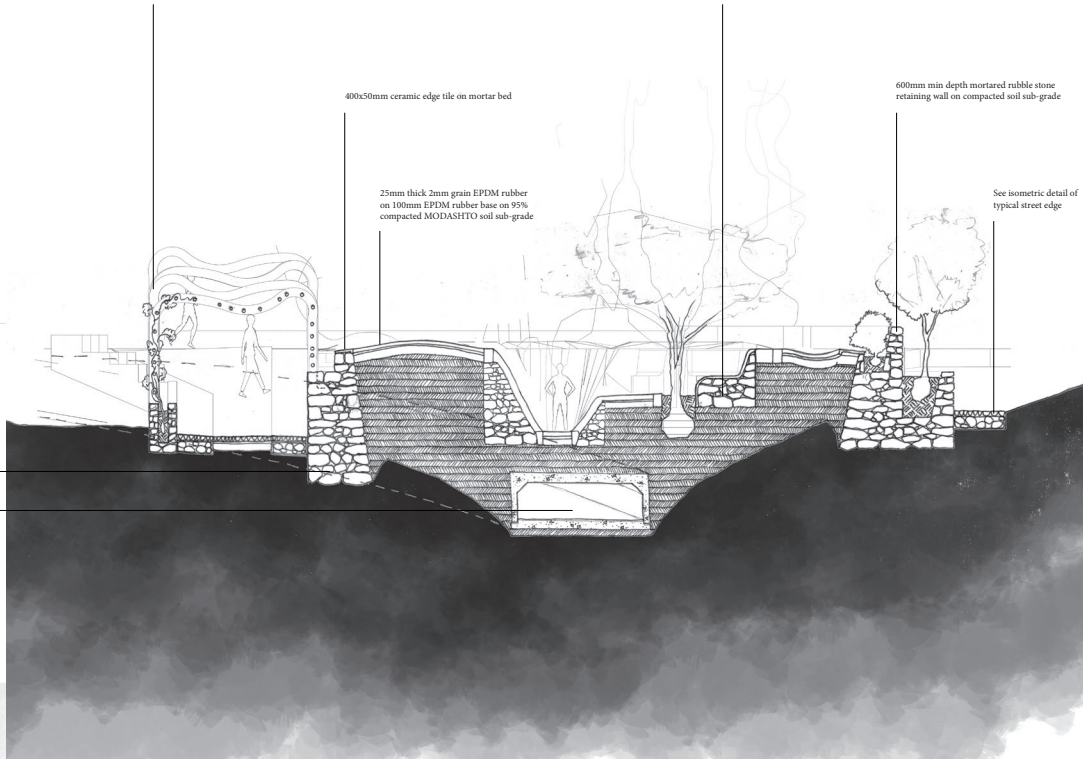 600mm min depth mortared rubble stone
retaining wall on compacted soil sub-grade
400x50mm ceramic edge tile on mortar bed
25mm thick 2mm grain EPDM rubber
on 100mm EPDM rubber base on 95%
compacted MODASHTO soil sub-grade
See isometric detail of
typical street edge